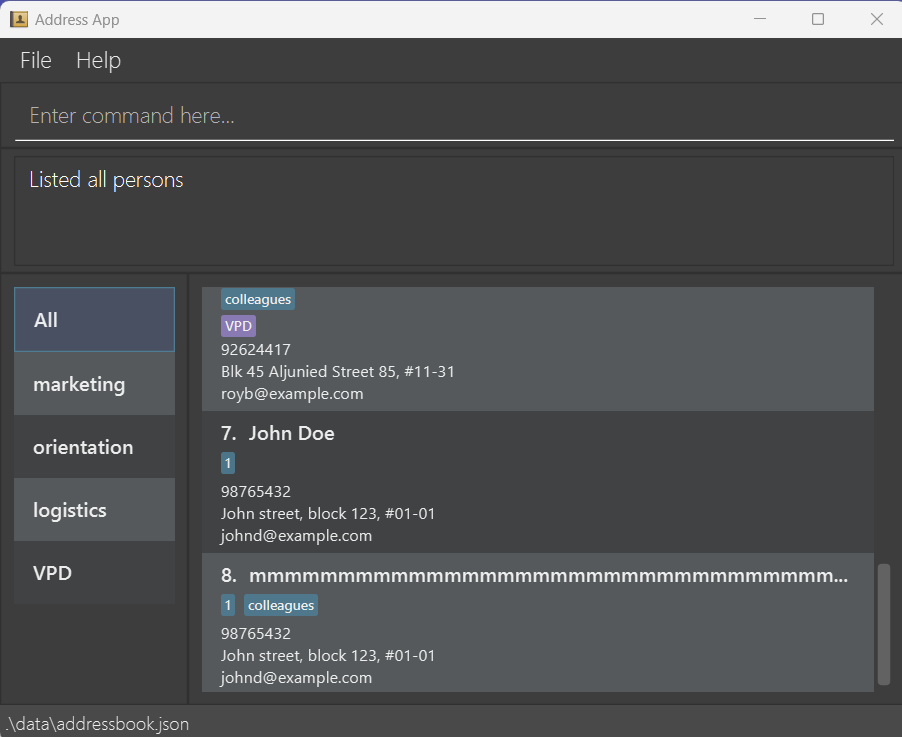 Address App
File Help
Enter command here...
Listed all persons
All
marketing
orientation
logistics
VPD
colleagues
VPD
92624417
Blk 45 Aljunied Street 85, #11-31
royb@example.com
7. John Doe
1
98765432
John street, block 123, #01-01
johnd@example.com
8. mmmmmmmmmmmmmmmmmmmmmmmmmmmmmmmmm...
1 colleagues
98765432
John street, block 123, #01-01
johnd@example.com
.\data\addressbook.json